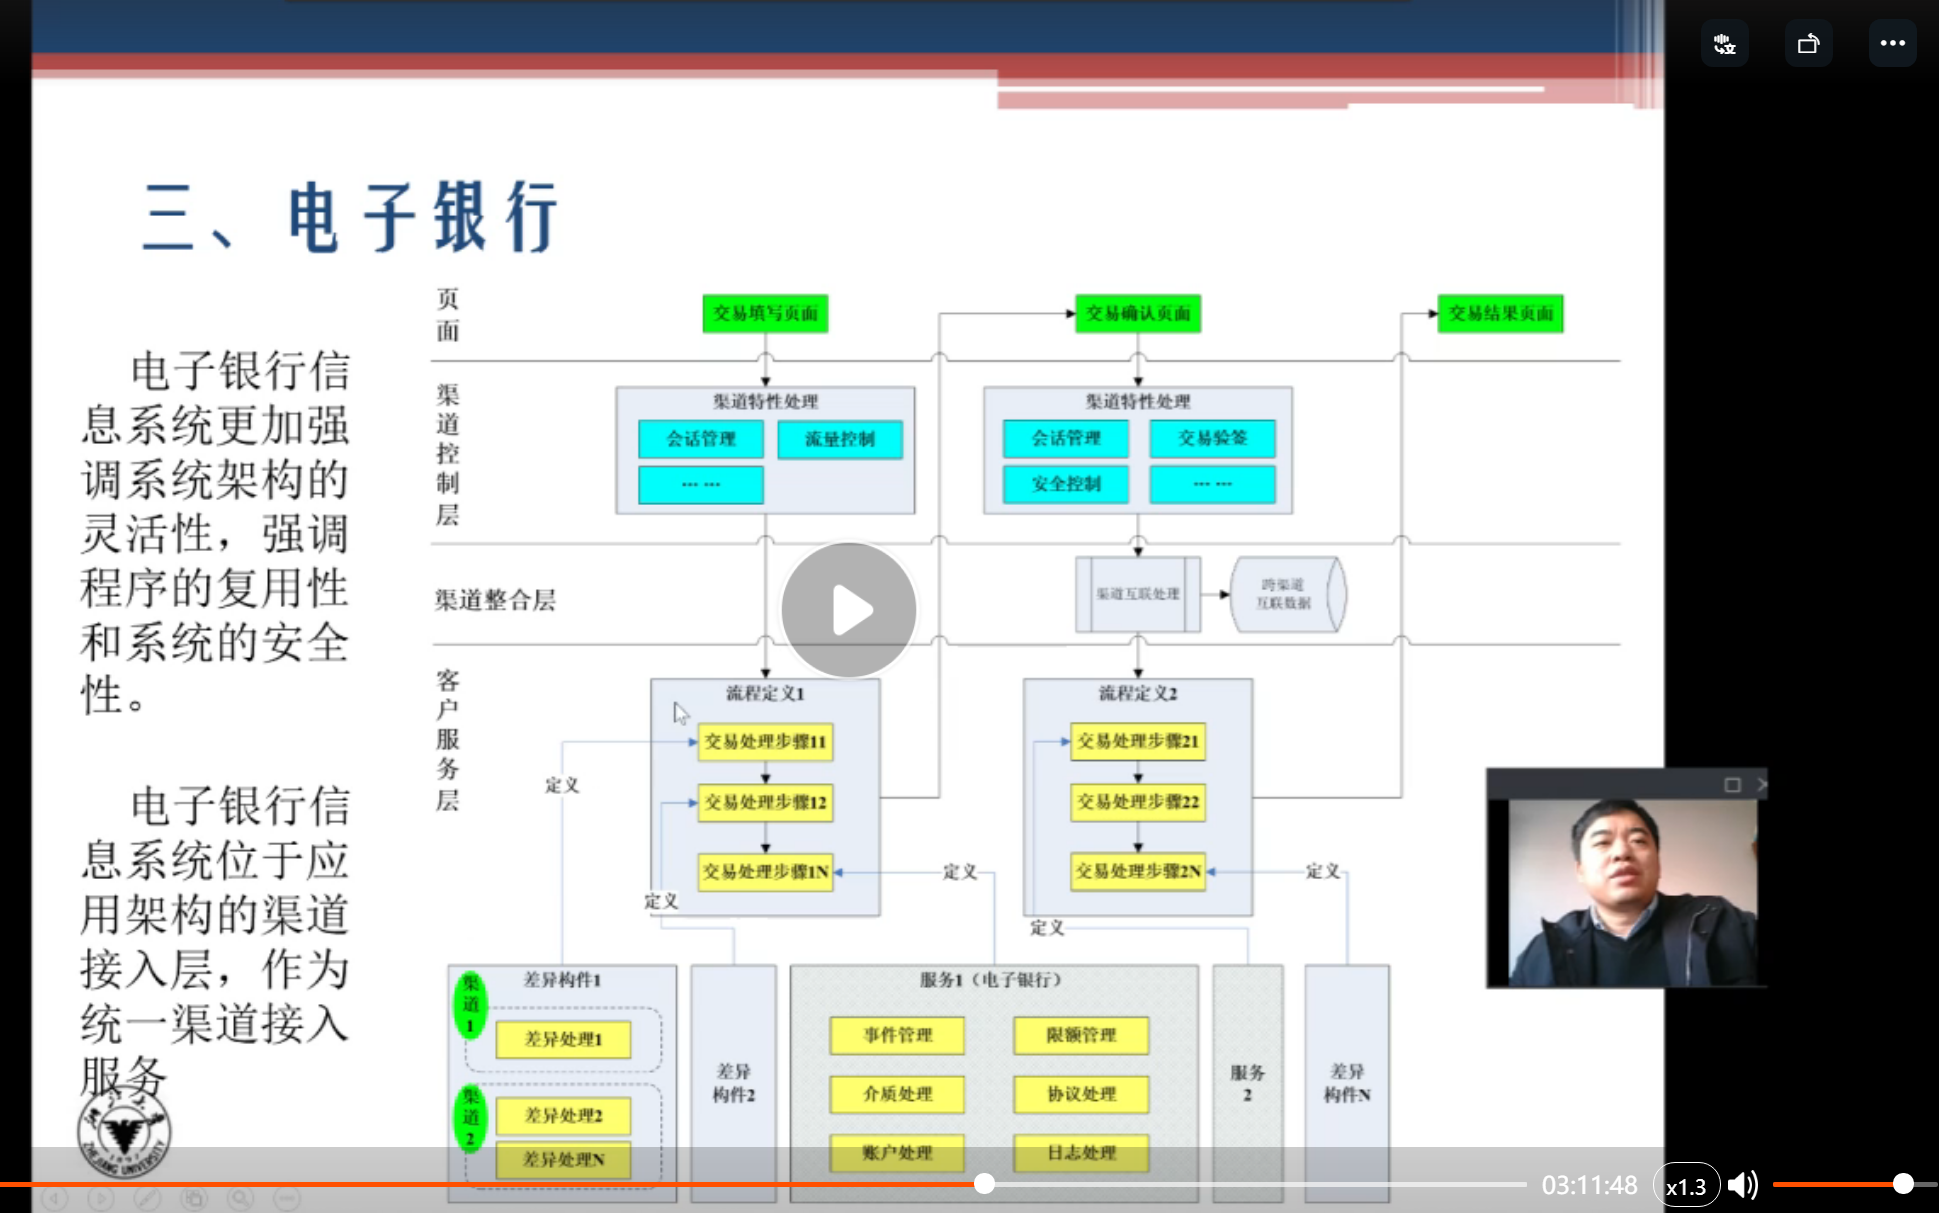 三、电子银行
电子银行信
息系统更加强
调系统架构的
灵活性，强调
程序的复用性
和系统的安全
性。
电子银行信
息系统位于应
用架构的渠道
接入层，作为
统一渠道接入
服务
页面
交易填写页面
交易确认页面
交易结果页面
渠道控制层
渠道特性处理
会话管理
流量控制
... ...
渠道特性处理
会话管理
交易验签
安全控制
... ...
渠道整合层
渠道互联处理
跨渠道
互联数据
客户服务层
流程定义1
交易处理步骤11
交易处理步骤12
交易处理步骤1N
流程定义2
交易处理步骤21
交易处理步骤22
交易处理步骤2N
定义
定义
定义
定义
定义
差异构件1
渠道1
差异处理1
渠道2
差异处理2
差异处理N
差异
构件2
服务1（电子银行）
事件管理
限额管理
介质处理
协议处理
账户处理
日志处理
服务
2
差异
构件N
ZHEJIANG UNIVERSITY
03:11:48
x1.3